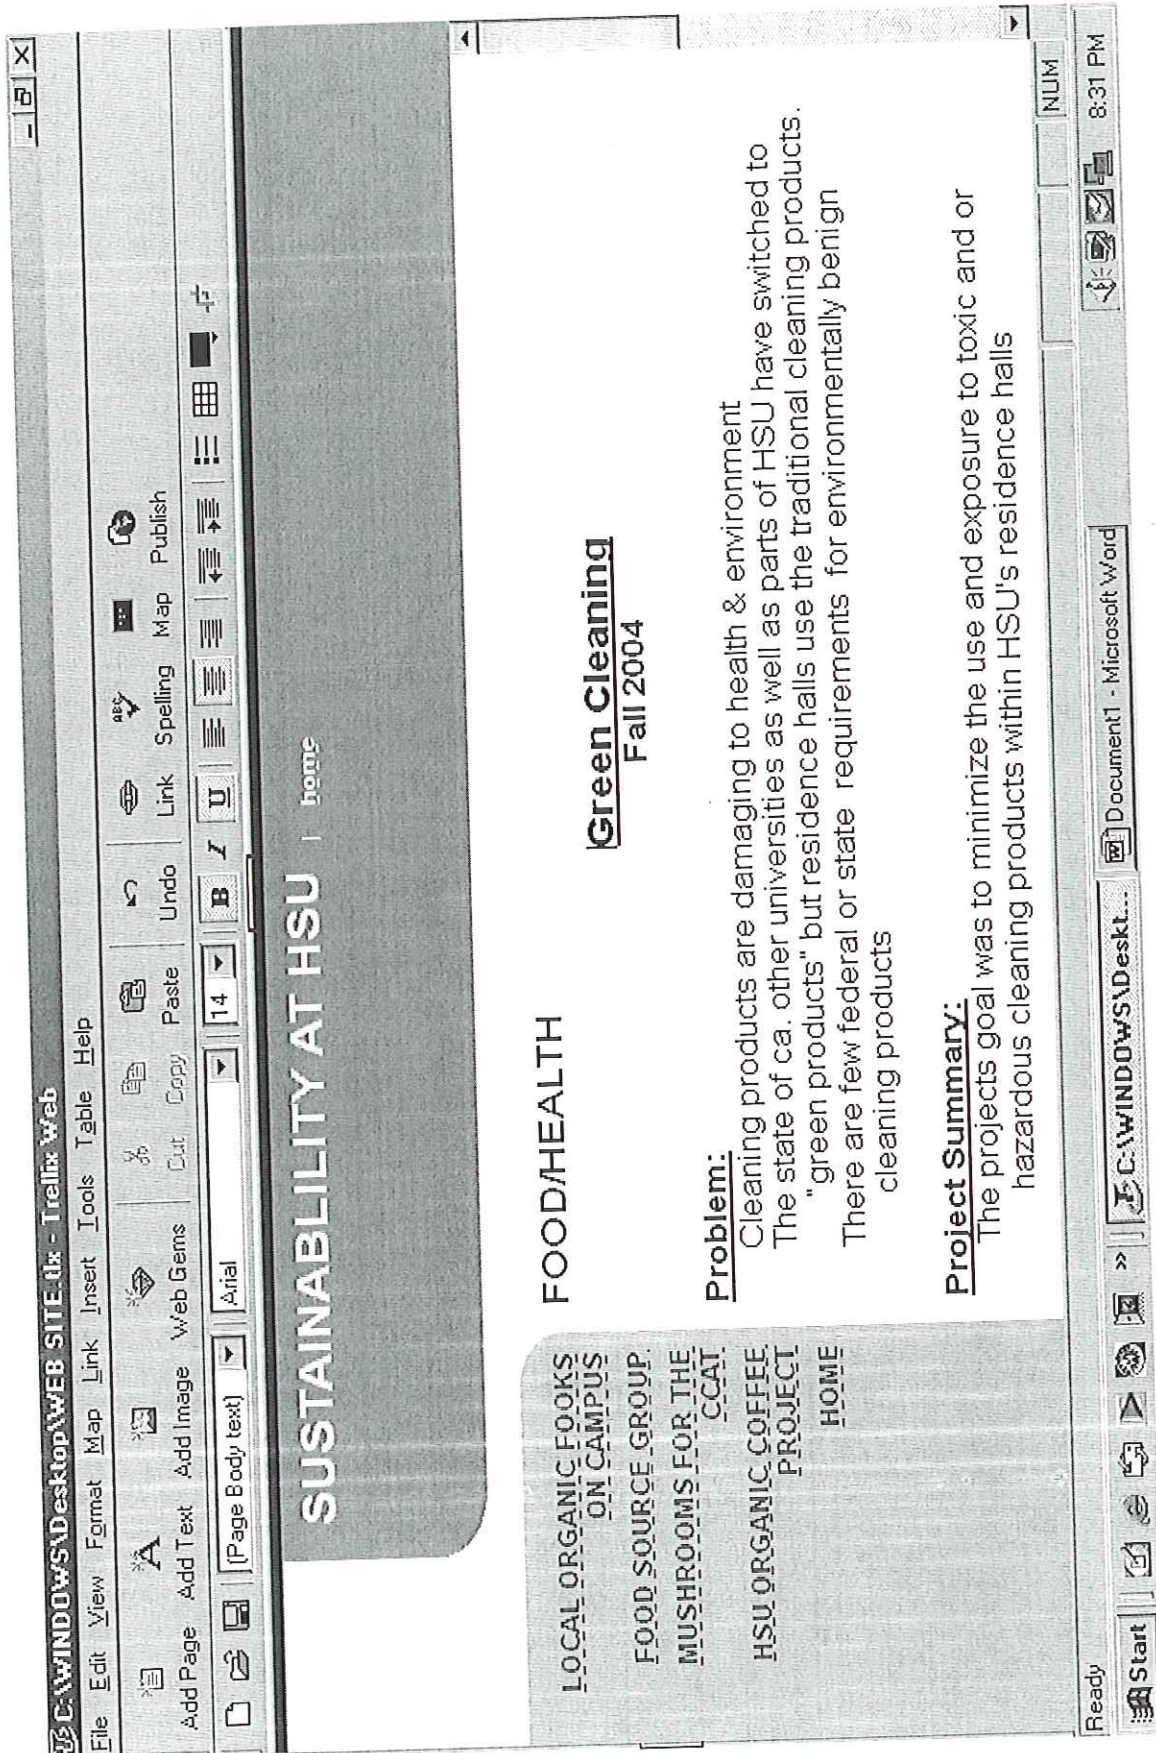 C:\WINDOWS\Desktop\WEB SITE.tlx - Trellix Web
File Edit View Format Map Link Insert Tools Table Help
Add Page Add Text Add Image Web Gems Cut Copy Paste Undo Link Spelling Map Publish
(Page Body text) Arial 14 B I U
SUSTAINABLILITY AT HSU | home
LOCAL ORGANIC FOOKS
ON CAMPUS
FOOD SOURCE GROUP
MUSHROOMS FOR THE
CCAT
HSU ORGANIC COFFEE
PROJECT
HOME
FOOD/HEALTH
Green Cleaning
Fall 2004
Problem:
Cleaning products are damaging to health & environment
The state of ca. other universities as well as parts of HSU have switched to
"green products" but residence halls use the traditional cleaning products.
There are few federal or state requirements for environmentally benign
cleaning products
Project Summary:
The projects goal was to minimize the use and exposure to toxic and or
hazardous cleaning products within HSU's residence halls
Ready NUM
Start » C:\WINDOWS\Deskt... Document1 - Microsoft Word 8:31 PM